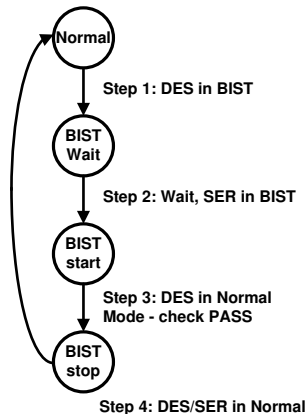 Normal
Step 1: DES in BIST
BIST
Wait
Step 2: Wait, SER in BIST
BIST
start
Step 3: DES in Normal
Mode - check PASS
BIST
stop
Step 4: DES/SER in Normal